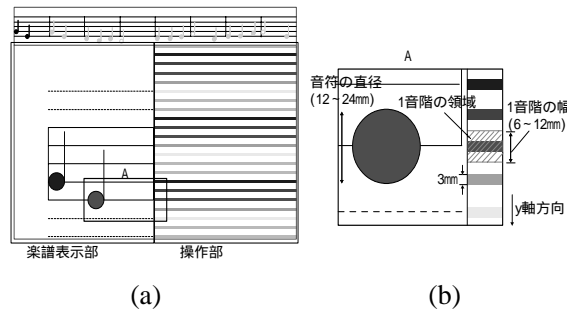 A
楽譜表示部
操作部
(a)
A
音符の直径
(12~24mm)
1音階の領域
1音階の幅
(6~12mm)
3mm
y軸方向
(b)